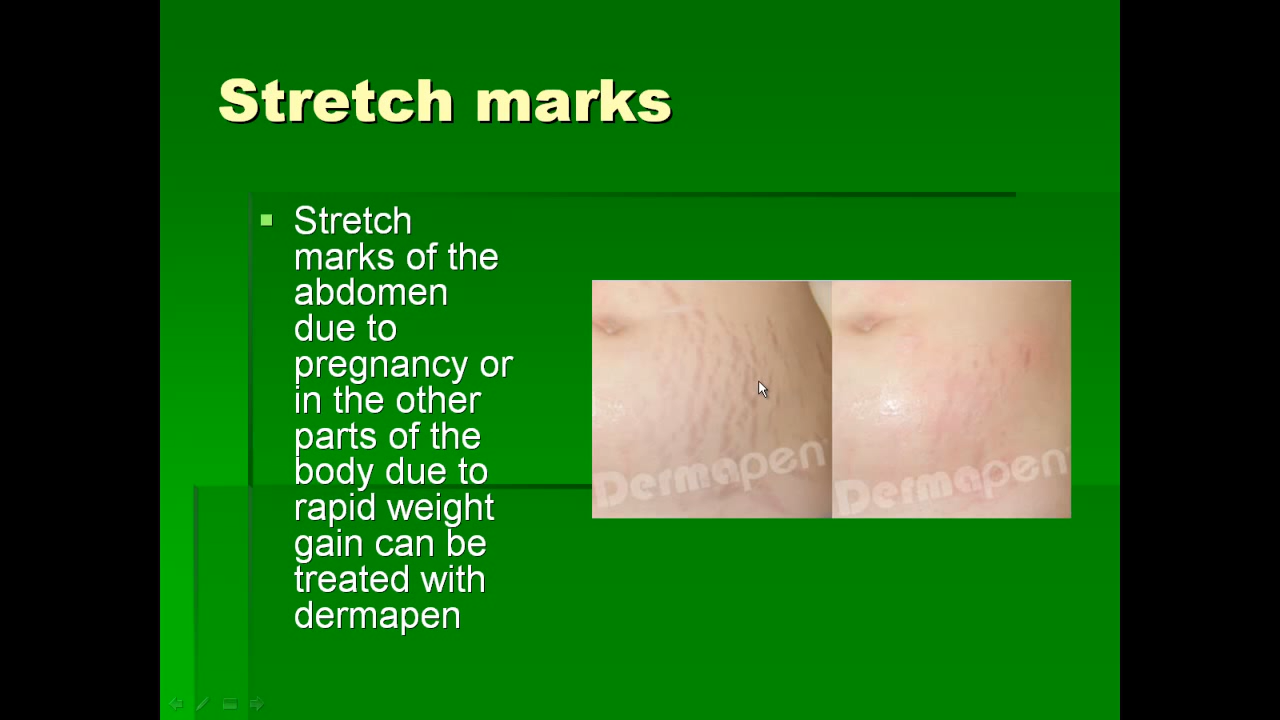 Stretch marks
Stretch
marks of the
abdomen
due to
pregnancy or
in the other
parts of the
body due to
rapid weight
gain can be
treated with
dermapen
Dermapen
Dermapen